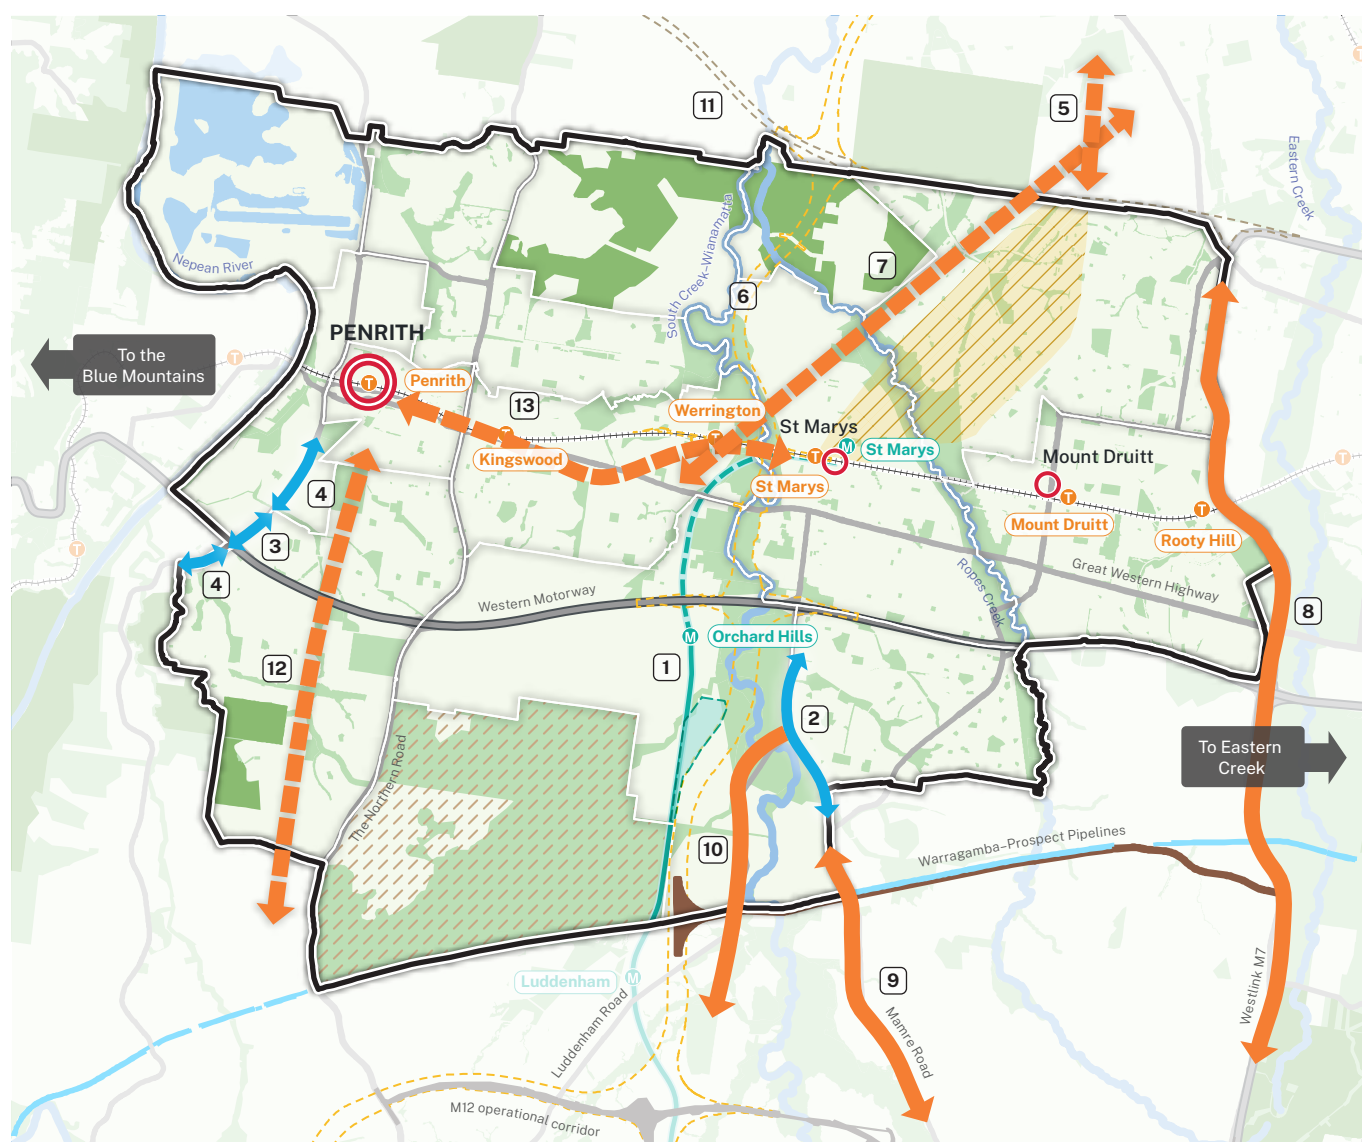 11
5
Eastern Creek
South Creek-Wianamatta
Nepean River
7
6
PENRITH
To the
Blue Mountains
T
T
Penrith
13
Werrington
St Marys
T
T
T
M
St Marys
Kingswood
St Marys
Mount Druitt
T
T
T
Mount Druitt
Rooty Hill
4
3
4
T
Great Western Highway
Ropes Creek
Western Motorway
8
M
Orchard Hills
12
1
2
To Eastern
Creek
The Northern Road
10
Warragamba-Prospect Pipelines
Luddenham
M
9
Westlink M7
Luddenham Road
Mamre Road
M12 operational corridor